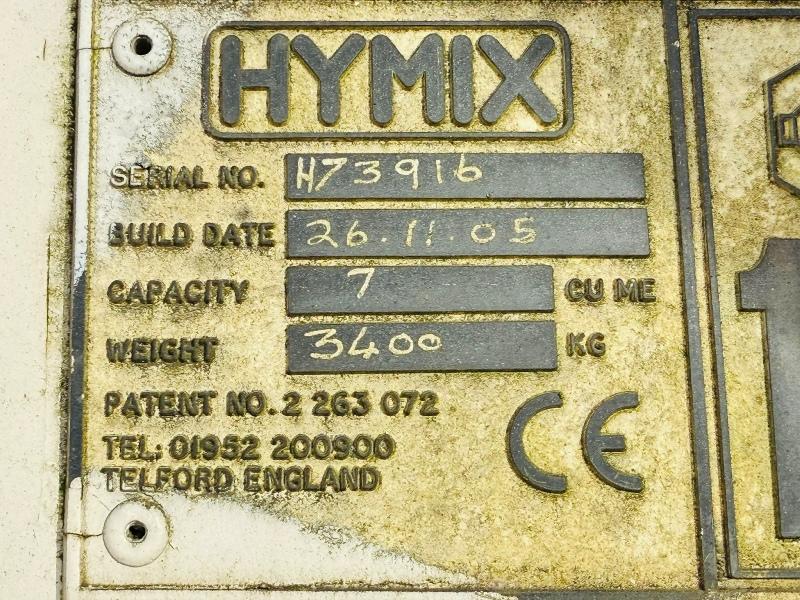 HYMIX
SERIAL NO. H73916
BUILD DATE 26.11.05
CAPACITY 7 CU ME
WEIGHT 3400 KG
PATENT NO. 2 263 072
TEL: 01952 200900
TELFORD ENGLAND
CE